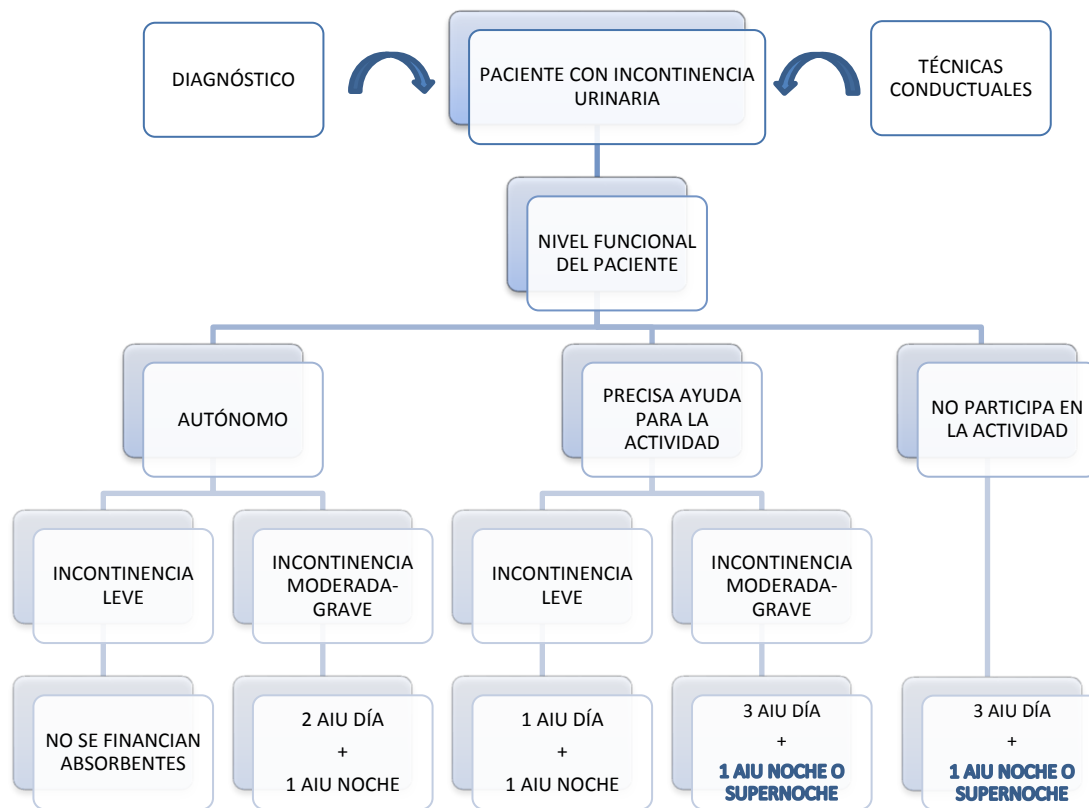 DIAGNÓSTICO
PACIENTE CON INCONTINENCIA
URINARIA
TÉCNICAS
CONDUCTUALES
NIVEL FUNCIONAL
DEL PACIENTE
AUTÓNOMO
PRECISA AYUDA
PARA LA
ACTIVIDAD
NO PARTICIPA EN
LA ACTIVIDAD
INCONTINENCIA
LEVE
INCONTINENCIA
MODERADA-
GRAVE
INCONTINENCIA
LEVE
INCONTINENCIA
MODERADA-
GRAVE
NO SE FINANCIAN
ABSORBENTES
2 AIU DÍA
+
1 AIU NOCHE
1 AIU DÍA
+
1 AIU NOCHE
3 AIU DÍA
+
1 AIU NOCHE O
SUPERNOCHE
3 AIU DÍA
+
1 AIU NOCHE O
SUPERNOCHE